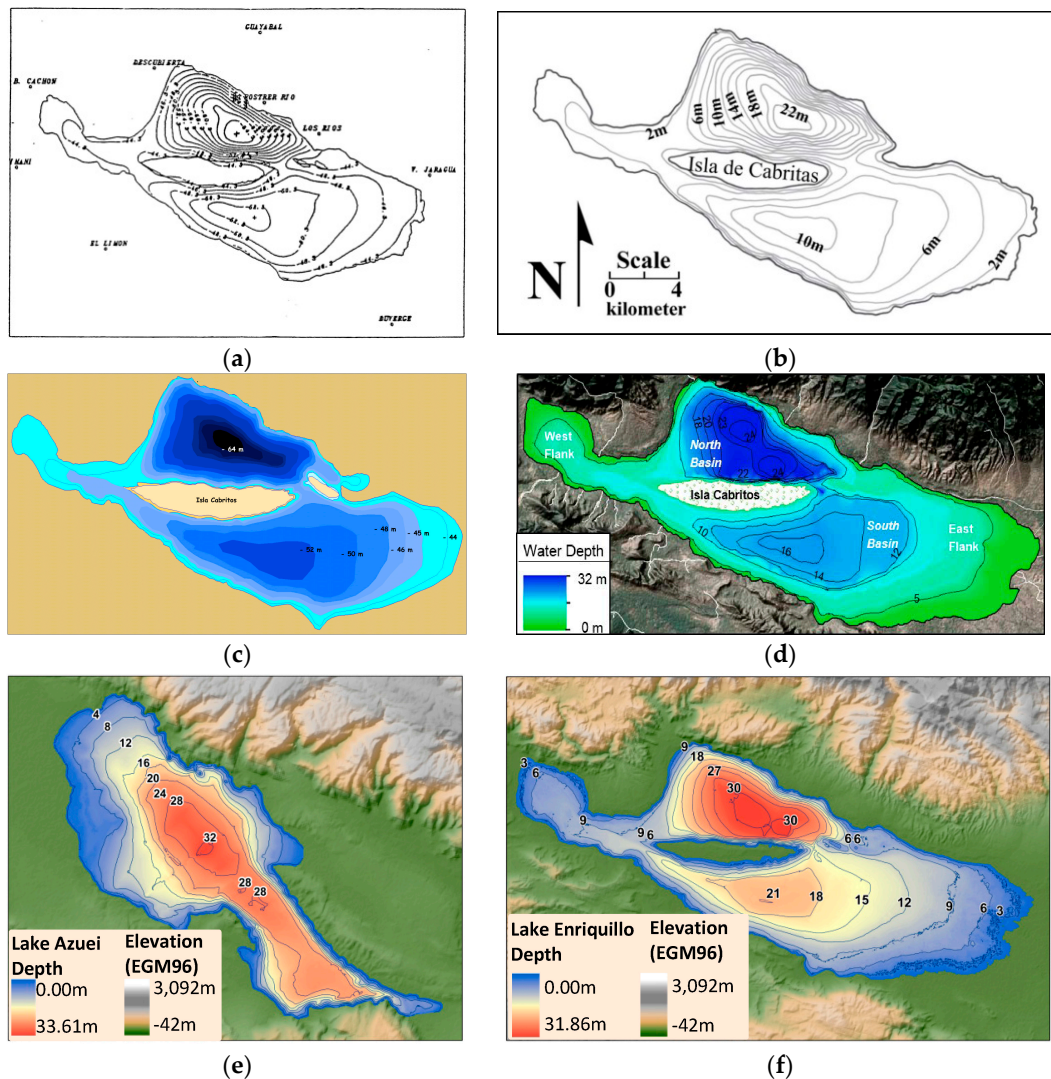 GUAYABAL
DESCUBIERTA
B. CACHON
POSTRER RIO
LOS RIOS
V. JARAGUA
EL LIMON
(a)
2m
6m
10m
14m
18m
22m
Isla de Cabritas
10m
6m
2m
N
Scale
0 4
kilometer
(b)
- 64 m
Isla Cabritos
- 48 m
- 45 m
- 44
- 52 m
- 50 m
- 46 m
(c)
West
Flank
18
20
23
24
North
Basin
22
24
Isla Cabritos
10
16
14
South
Basin
12
East
Flank
5
Water Depth
32 m
0 m
(d)
4
8
12
16
20
24
28
32
28
28
Lake Azuei
Depth
0.00m
33.61m
Elevation
(EGM96)
3,092m
-42m
(e)
3
6
9
9
6
9
18
27
30
30
6 6
21
18
15
12
9
6
3
Lake Enriquillo
Depth
0.00m
31.86m
Elevation
(EGM96)
3,092m
-42m
(f)